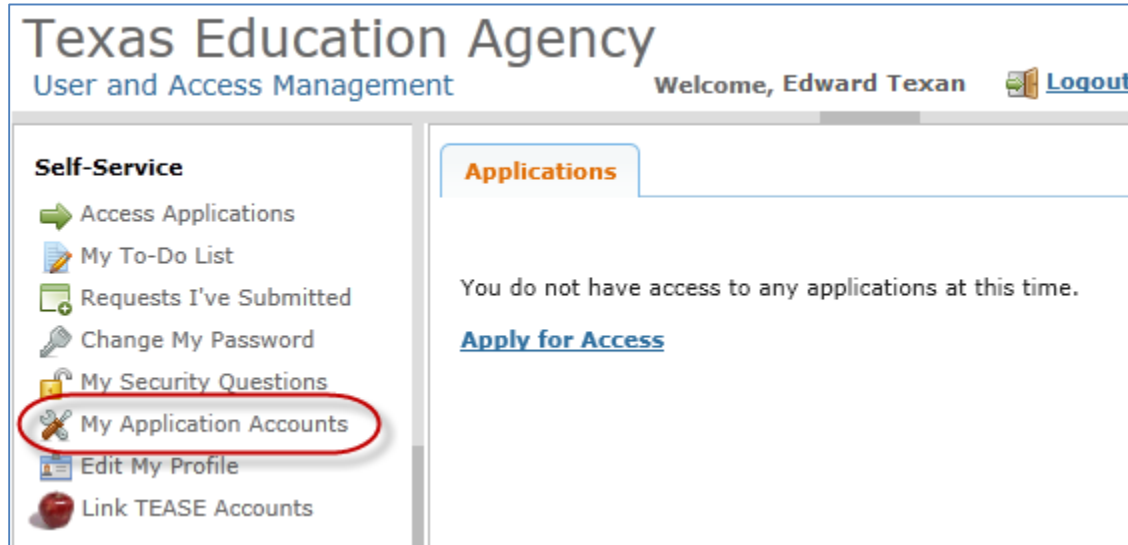 Texas Education Agency
User and Access Management
Welcome, Edward Texan
Logout
Self-Service
Access Applications
My To-Do List
Requests I've Submitted
Change My Password
My Security Questions
My Application Accounts
Edit My Profile
Link TEASE Accounts
Applications
You do not have access to any applications at this time.
Apply for Access